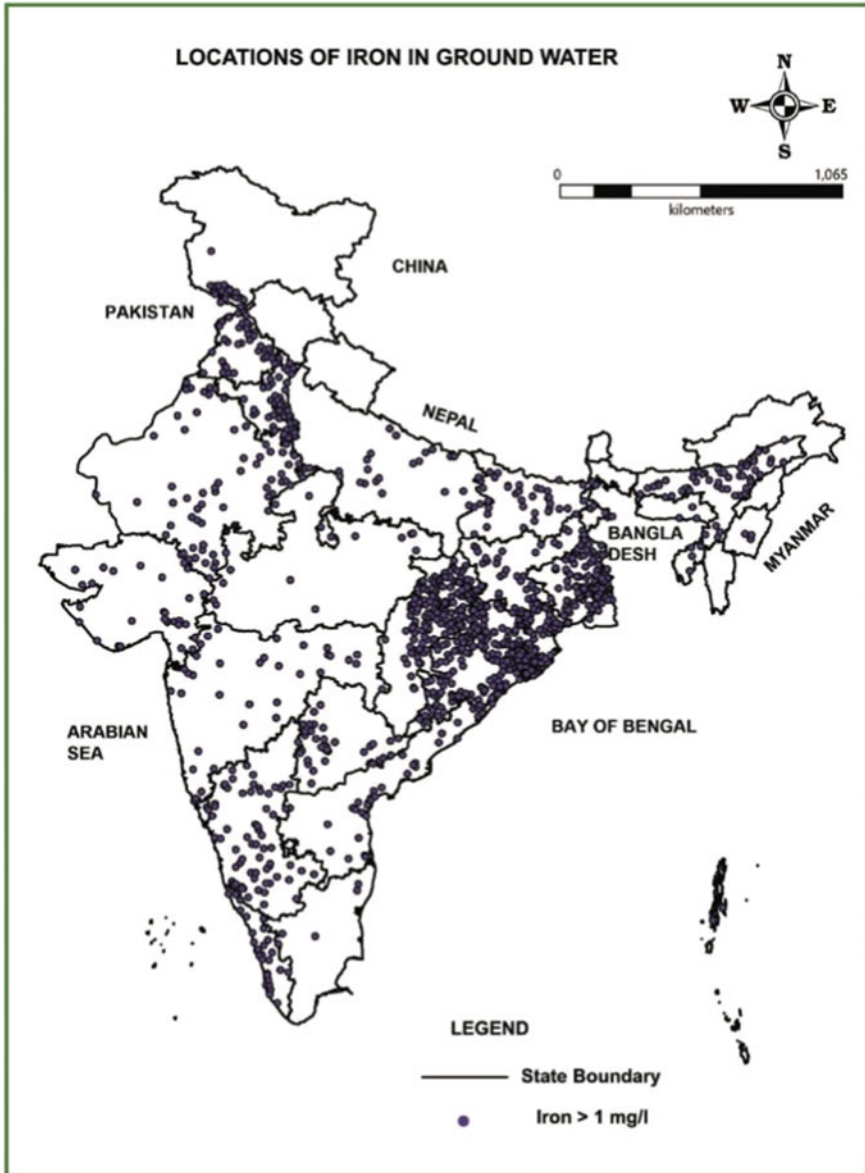 LOCATIONS OF IRON IN GROUND WATER
N
W
E
S
0
1,065
kilometers
CHINA
PAKISTAN
NEPAL
BANGLA
DESH
MYANMAR
ARABIAN
SEA
BAY OF BENGAL
LEGEND
State Boundary
Iron > 1 mg/l